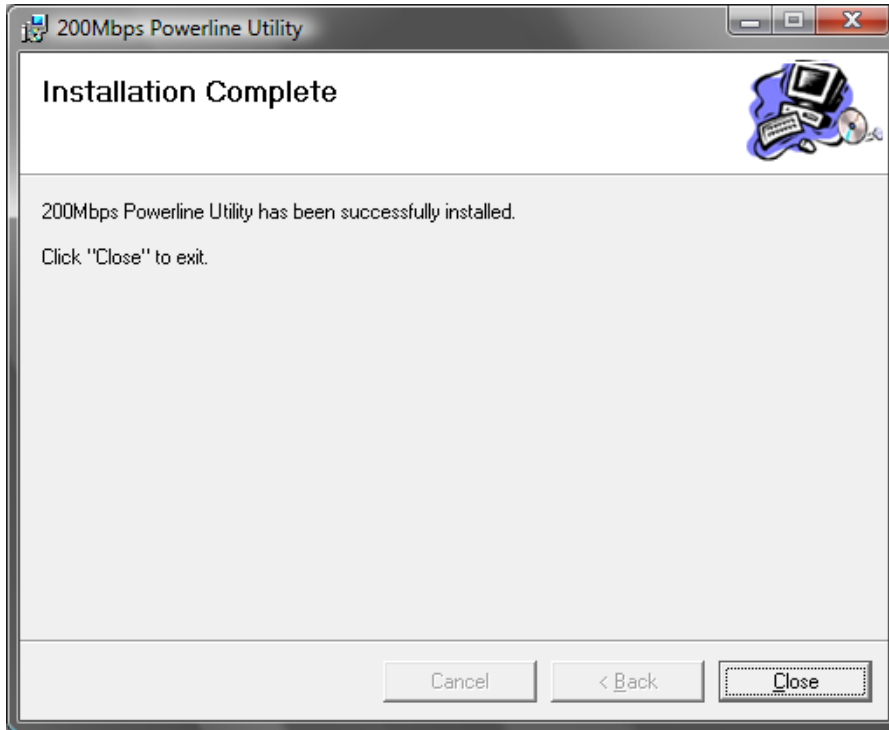 200Mbps Powerline Utility
Installation Complete
200Mbps Powerline Utility has been successfully installed.
Click "Close" to exit.
Cancel
< Back
Close